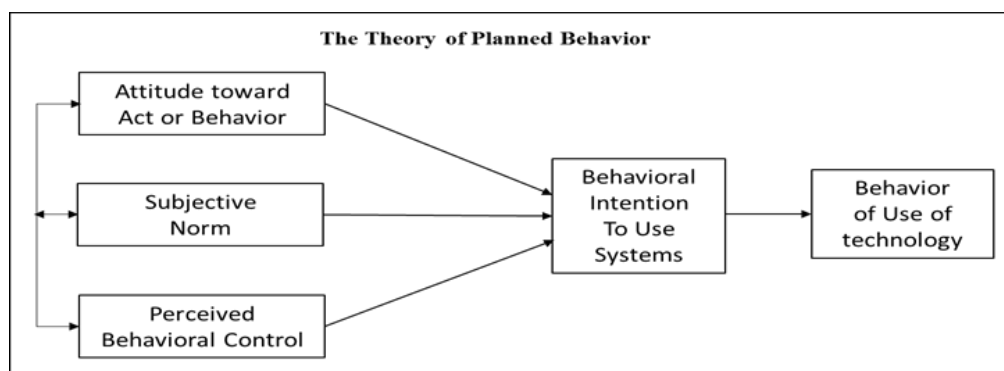 The Theory of Planned Behavior
Attitude toward
Act or Behavior
Subjective
Norm
Perceived
Behavioral Control
Behavioral
Intention
To Use
Systems
Behavior
of Use of
technology